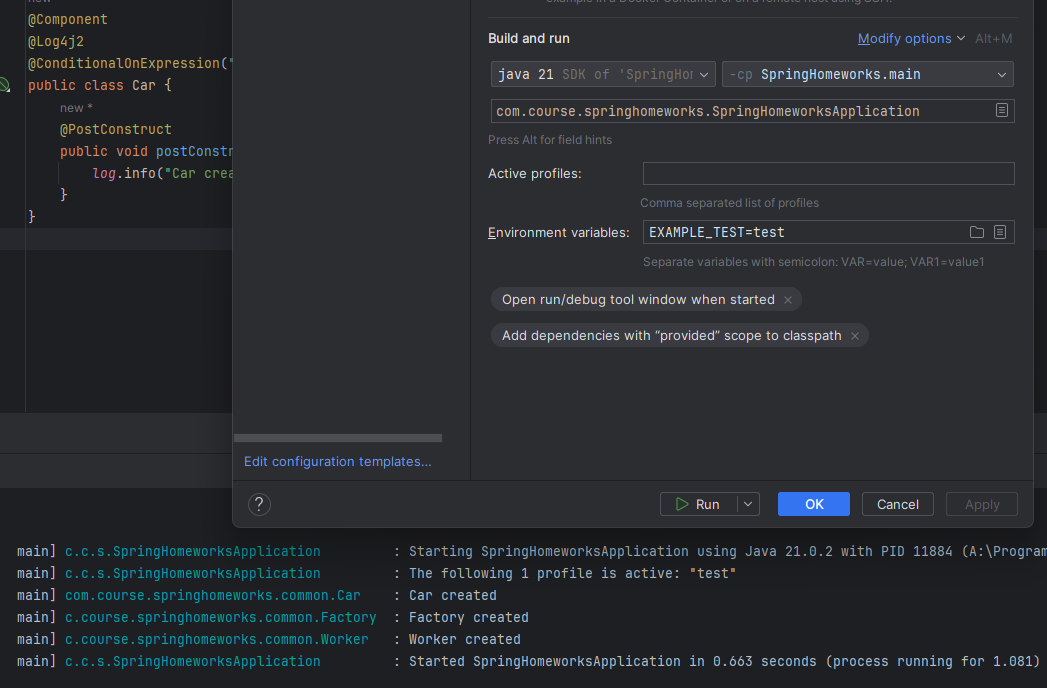 new *
@Component
@Log4j2
@ConditionalOnExpression("
public class Car {
new *
@PostConstruct
public void postConstr
log.info("Car crea
}
}
example in a Docker Container or on a remote host using SSH.
Build and run
Modify options Alt+M
java 21 SDK of 'SpringHor
-cp SpringHomeworks.main
com.course.springhomeworks.SpringHomeworksApplication
Press Alt for field hints
Active profiles:
Comma separated list of profiles
Environment variables: EXAMPLE_TEST=test
Separate variables with semicolon: VAR=value; VAR1=value1
Open run/debug tool window when started ×
Add dependencies with “provided” scope to classpath ×
Edit configuration templates...
? Run OK Cancel Apply
main] c.c.s.SpringHomeworksApplication : Starting SpringHomeworksApplication using Java 21.0.2 with PID 11884 (A:\Program
main] c.c.s.SpringHomeworksApplication : The following 1 profile is active: "test"
main] com.course.springhomeworks.common.Car : Car created
main] c.course.springhomeworks.common.Factory : Factory created
main] c.course.springhomeworks.common.Worker : Worker created
main] c.c.s.SpringHomeworksApplication : Started SpringHomeworksApplication in 0.663 seconds (process running for 1.081)